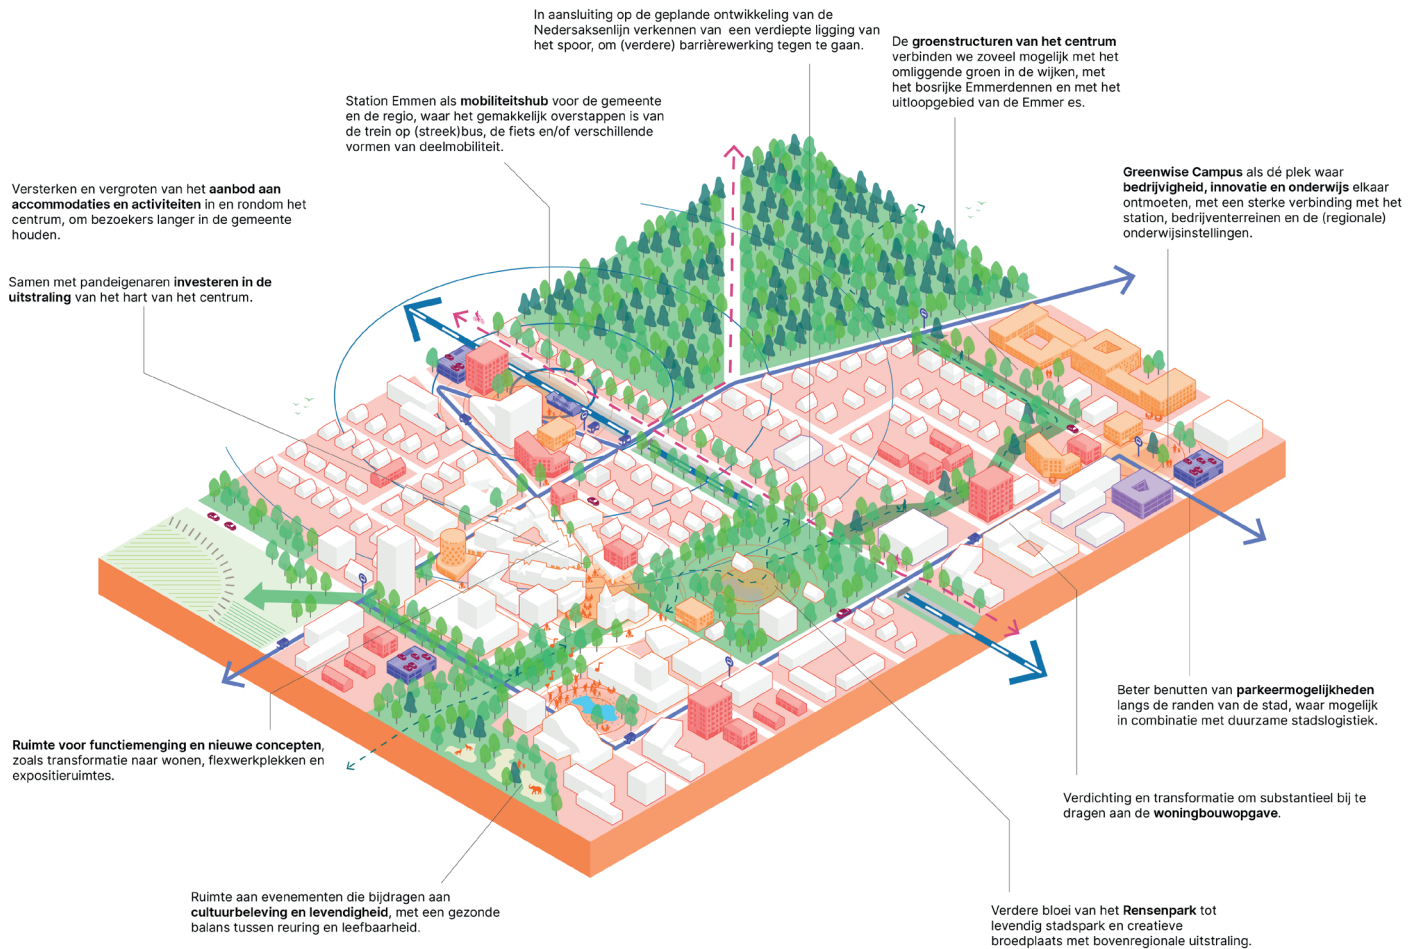 In aansluiting op de geplande ontwikkeling van de
Nedersaksenlijn verkennen van een verdiepte ligging van
het spoor, om (verdere) barrièrewerking tegen te gaan.
De groenstructuren van het centrum
verbinden we zoveel mogelijk met het
omliggende groen in de wijken, met
het bosrijke Emmerdennen en met het
uitloopgebied van de Emmer es.
Station Emmen als mobiliteitshub voor de gemeente
en de regio, waar het gemakkelijk overstappen is van
de trein op (streek)bus, de fiets en/of verschillende
vormen van deelmobiliteit.
Greenwise Campus als dé plek waar
bedrijvigheid, innovatie en onderwijs elkaar
ontmoeten, met een sterke verbinding met het
station, bedrijventerreinen en de (regionale)
onderwijsinstellingen.
Versterken en vergroten van het aanbod aan
accommodaties en activiteiten in en rondom het
centrum, om bezoekers langer in de gemeente
houden.
Samen met pandeigenaren investeren in de
uitstraling van het hart van het centrum.
Beter benutten van parkeermogelijkheden
langs de randen van de stad, waar mogelijk
in combinatie met duurzame stadslogistiek.
Ruimte voor functiemenging en nieuwe concepten,
zoals transformatie naar wonen, flexwerkplekken en
expositieruimtes.
Verdichting en transformatie om substantieel bij te
dragen aan de woningbouwopgave.
Ruimte aan evenementen die bijdragen aan
cultuurbeleving en levendigheid, met een gezonde
balans tussen reuring en leefbaarheid.
Verdere bloei van het Rensenpark tot
levendig stadspark en creatieve
broedplaats met bovenregionale uitstraling.